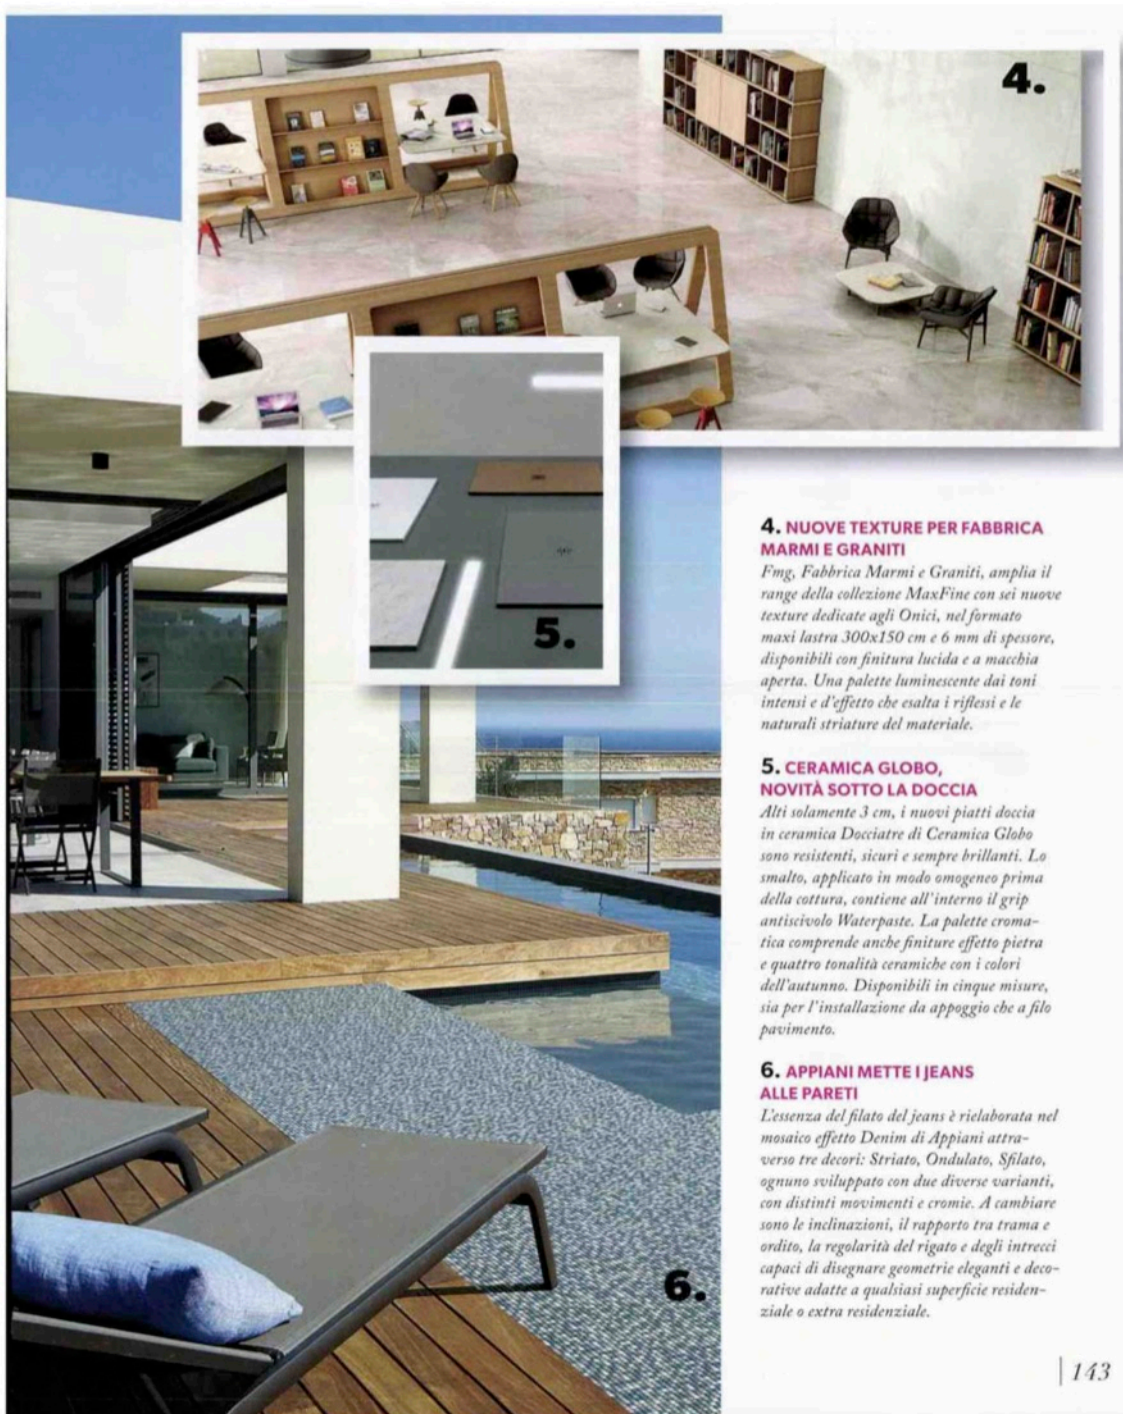 4.
5.
6.
4. NUOVE TEXTURE PER FABBRICA
MARMI E GRANITI
Fmg, Fabbrica Marmi e Graniti, amplia il
range della collezione MaxFine con sei nuove
texture dedicate agli Onici, nel formato
maxi lastra 300x150 cm e 6 mm di spessore,
disponibili con finitura lucida e a macchia
aperta. Una palette luminescente dai toni
intensi e d'effetto che esalta i riflessi e le
naturali striature del materiale.
5. CERAMICA GLOBO,
NOVITÀ SOTTO LA DOCCIA
Alti solamente 3 cm, i nuovi piatti doccia
in ceramica Docciatre di Ceramica Globo
sono resistenti, sicuri e sempre brillanti. Lo
smalto, applicato in modo omogeneo prima
della cottura, contiene all'interno il grip
antiscivolo Waterpaste. La palette croma-
tica comprende anche finiture effetto pietra
e quattro tonalità ceramiche con i colori
dell'autunno. Disponibili in cinque misure,
sia per l'installazione da appoggio che a filo
pavimento.
6. APPIANI METTE I JEANS
ALLE PARETI
L'essenza del filato del jeans è rielaborata nel
mosaico effetto Denim di Appiani attra-
verso tre decori: Striato, Ondulato, Sfilato,
ognuno sviluppato con due diverse varianti,
con distinti movimenti e cromie. A cambiare
sono le inclinazioni, il rapporto tra trama e
ordito, la regolarità del rigato e degli intrecci
capaci di disegnare geometrie eleganti e deco-
rative adatte a qualsiasi superficie residen-
ziale o extra residenziale.
143